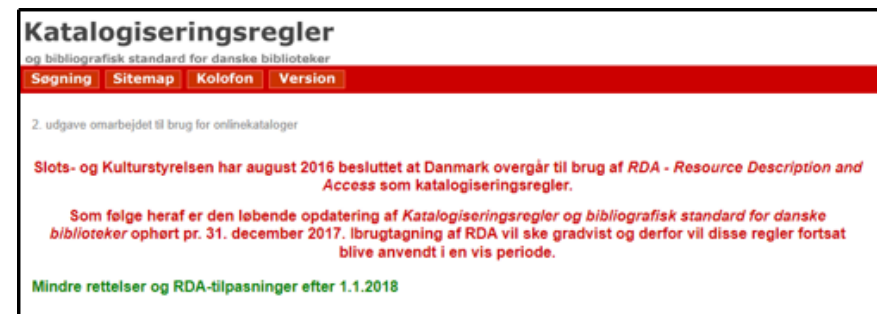 Katalogiseringsregler
og bibliografisk standard for danske biblioteker
Søgning Sitemap Kolofon Version
2. udgave omarbejdet til brug for onlinekataloger
Slots- og Kulturstyrelsen har august 2016 besluttet at Danmark overgår til brug af RDA - Resource Description and
Access som katalogiseringsregler.
Som følge heraf er den løbende opdatering af Katalogiseringsregler og bibliografisk standard for danske
biblioteker ophørt pr. 31. december 2017. Ibrugtagning af RDA vil ske gradvist og derfor vil disse regler fortsat
blive anvendt i en vis periode.
Mindre rettelser og RDA-tilpasninger efter 1.1.2018